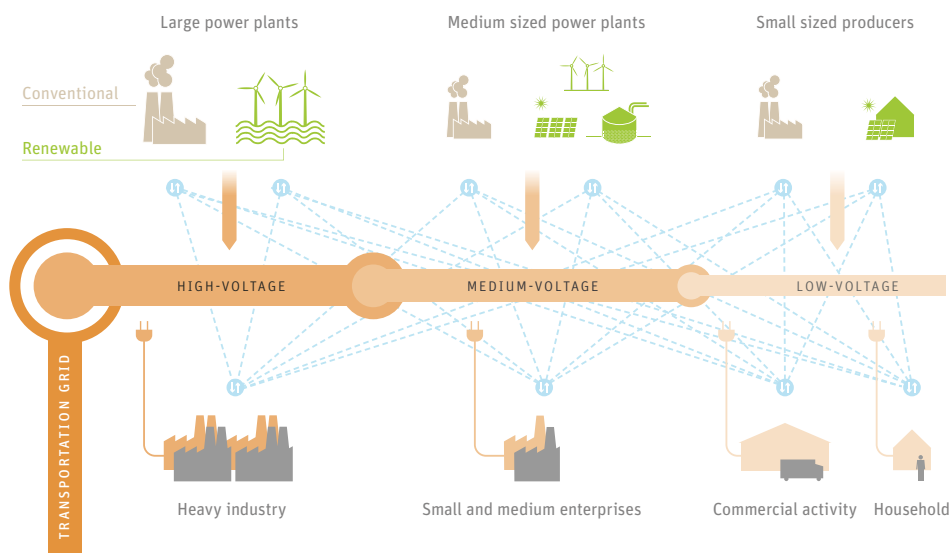 Large power plants
Medium sized power plants
Small sized producers
Conventional
Renewable
HIGH-VOLTAGE
MEDIUM-VOLTAGE
LOW-VOLTAGE
TRANSPORTATION GRID
Heavy industry
Small and medium enterprises
Commercial activity
Household